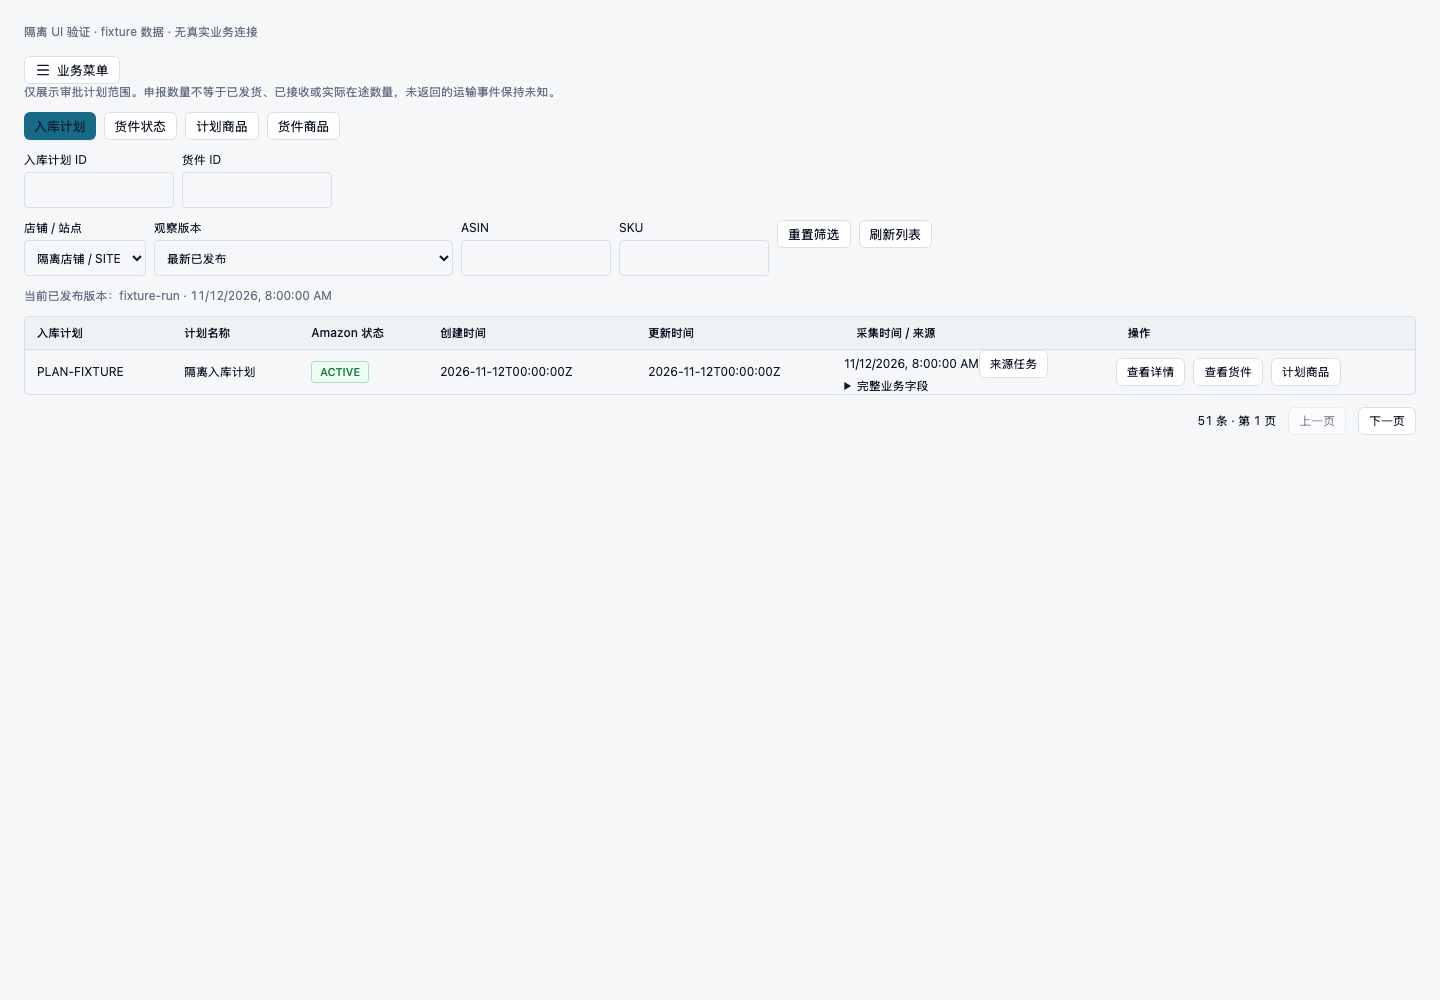 隔离 UI 验证 · fixture 数据 · 无真实业务连接
☰ 业务菜单
仅展示审批计划范围。申报数量不等于已发货、已接收或实际在途数量，未返回的运输事件保持未知。
入库计划 货件状态 计划商品 货件商品
入库计划 ID 货件 ID
店铺 / 站点 观察版本 ASIN SKU 重置筛选 刷新列表
隔离店铺 / SITE 最新已发布
当前已发布版本：fixture-run · 11/12/2026, 8:00:00 AM
入库计划 计划名称 Amazon 状态 创建时间 更新时间 采集时间 / 来源 操作
PLAN-FIXTURE 隔离入库计划 ACTIVE 2026-11-12T00:00:00Z 2026-11-12T00:00:00Z 11/12/2026, 8:00:00 AM 来源任务 查看详情 查看货件 计划商品
▶ 完整业务字段
51 条 · 第 1 页 上一页 下一页